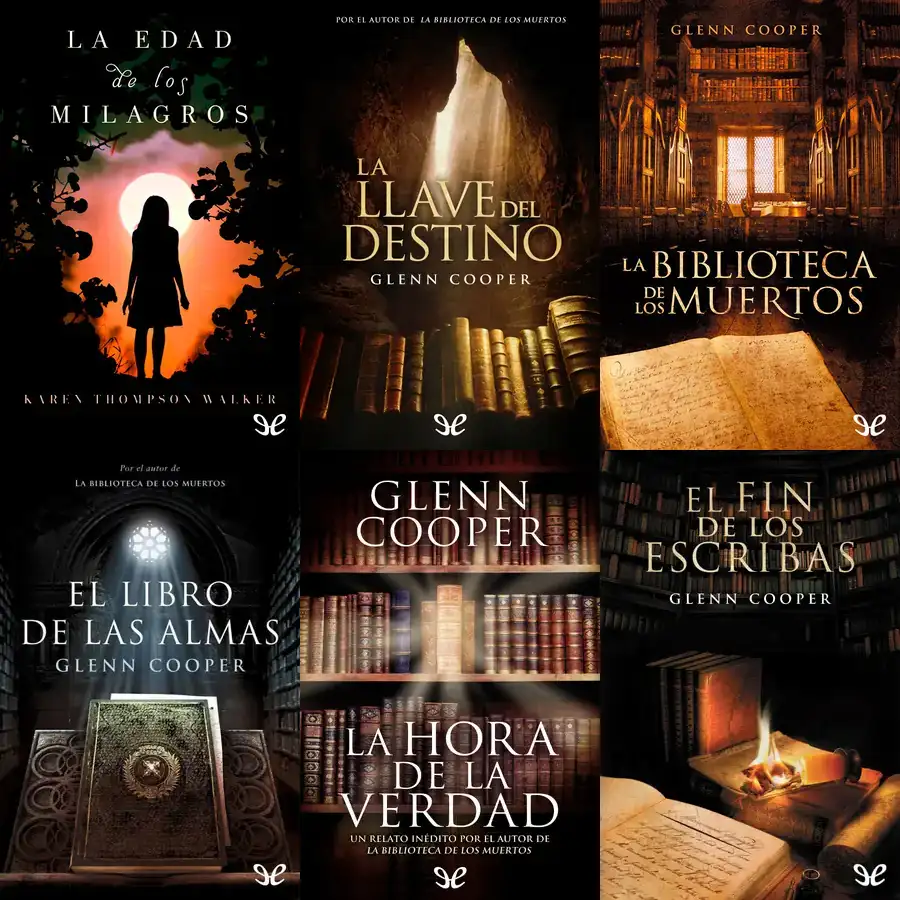 LA EDAD
de los
MILAGROS
KAREN THOMPSON WALKER
POR EL AUTOR DE LA BIBLIOTECA DE LOS MUERTOS
LA
LLAVE DEL
DESTINO
GLENN COOPER
GLENN COOPER
LA BIBLIOTECA
DE LOS MUERTOS
Por el autor de
LA BIBLIOTECA DE LOS MUERTOS
EL LIBRO
DE LAS ALMAS
GLENN COOPER
GLENN
COOPER
LA HORA
DE LA
VERDAD
UN RELATO INÉDITO POR EL AUTOR DE
LA BIBLIOTECA DE LOS MUERTOS
EL FIN
DE LOS
ESCRIBAS
GLENN COOPER